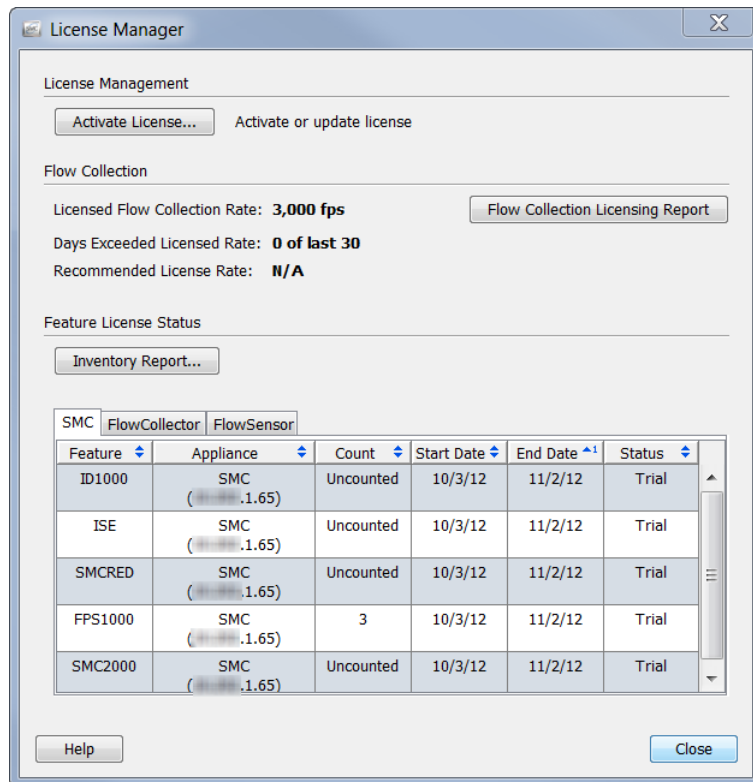 License Manager
License Management
Activate License... Activate or update license
Flow Collection
Licensed Flow Collection Rate: 3,000 fps Flow Collection Licensing Report
Days Exceeded Licensed Rate: 0 of last 30
Recommended License Rate: N/A
Feature License Status
Inventory Report...
SMC FlowCollector FlowSensor
Feature Appliance Count Start Date End Date 1 Status
ID1000 SMC Uncounted 10/3/12 11/2/12 Trial
( .1.65)
ISE SMC Uncounted 10/3/12 11/2/12 Trial
( .1.65)
SMCRED SMC Uncounted 10/3/12 11/2/12 Trial
( .1.65)
FPS1000 SMC 3 10/3/12 11/2/12 Trial
( .1.65)
SMC2000 SMC Uncounted 10/3/12 11/2/12 Trial
( .1.65)
Help Close